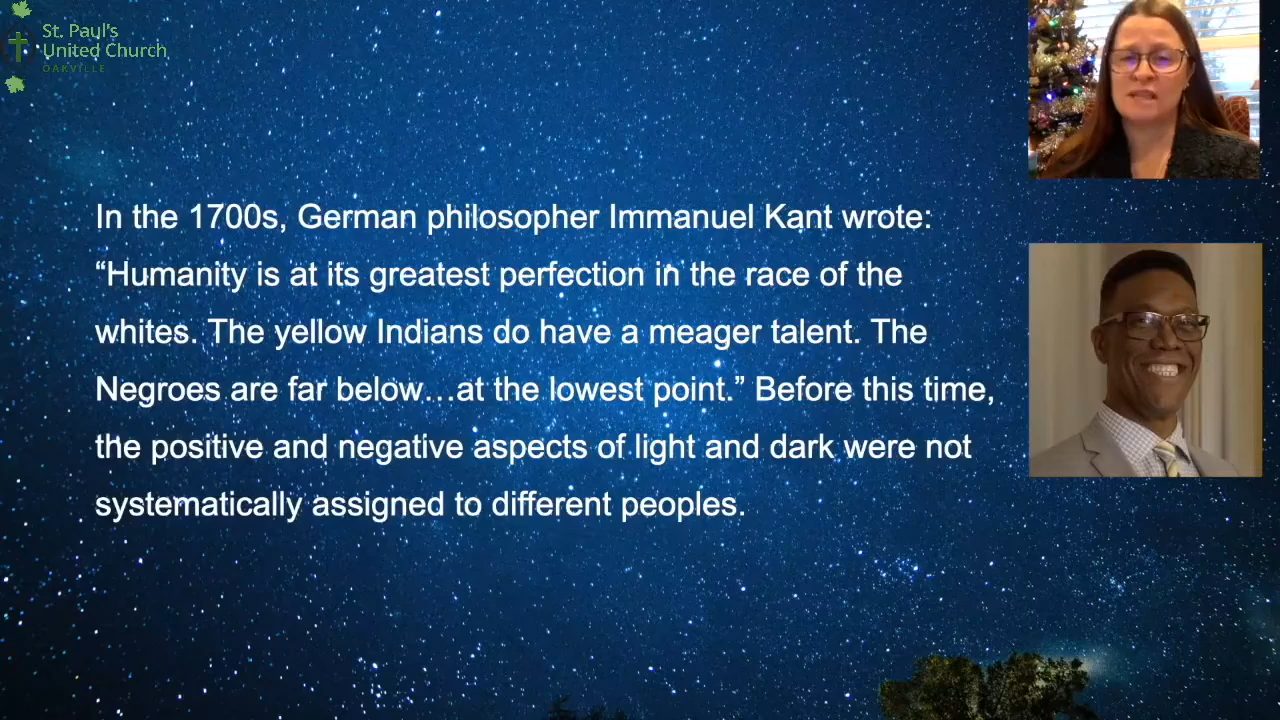 St. Paul's
United Church
OAKVILLE
In the 1700s, German philosopher Immanuel Kant wrote:
“Humanity is at its greatest perfection in the race of the
whites. The yellow Indians do have a meager talent. The
Negroes are far below…at the lowest point.” Before this time,
the positive and negative aspects of light and dark were not
systematically assigned to different peoples.